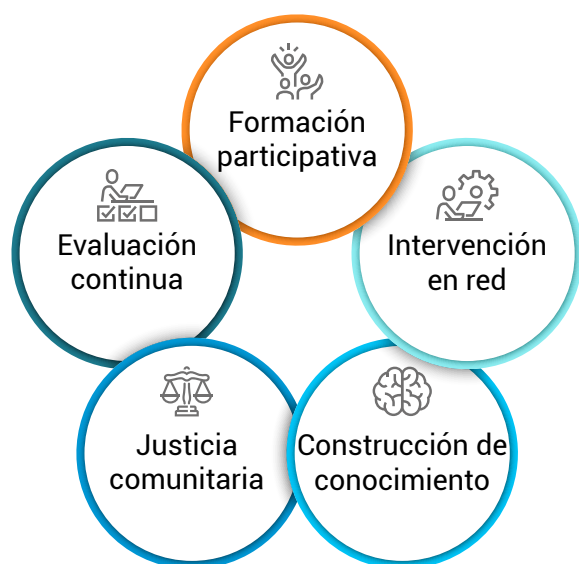 Formación
participativa
Intervención
en red
Construcción de
conocimiento
Justicia
comunitaria
Evaluación
continua